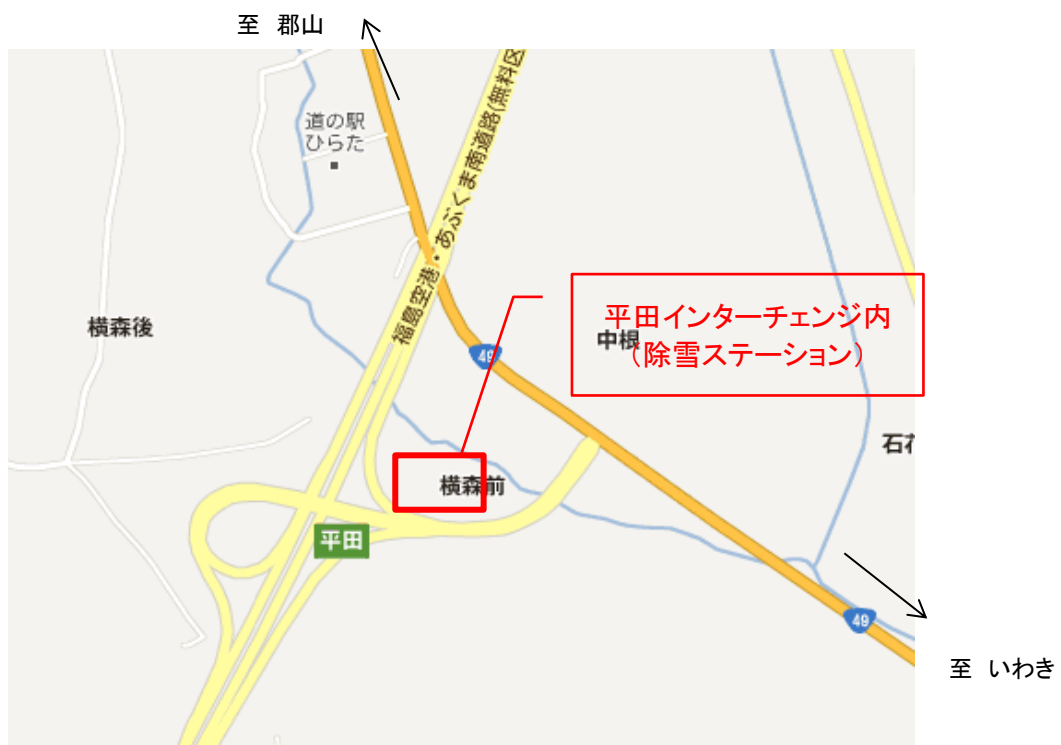 至 郡山
道の駅
ひらた
福島空港・あぶくま南道路(無料区
横森後
平田インターチェンジ内
(除雪ステーション)
中根
49
石
横森前
平田
49
至 いわき